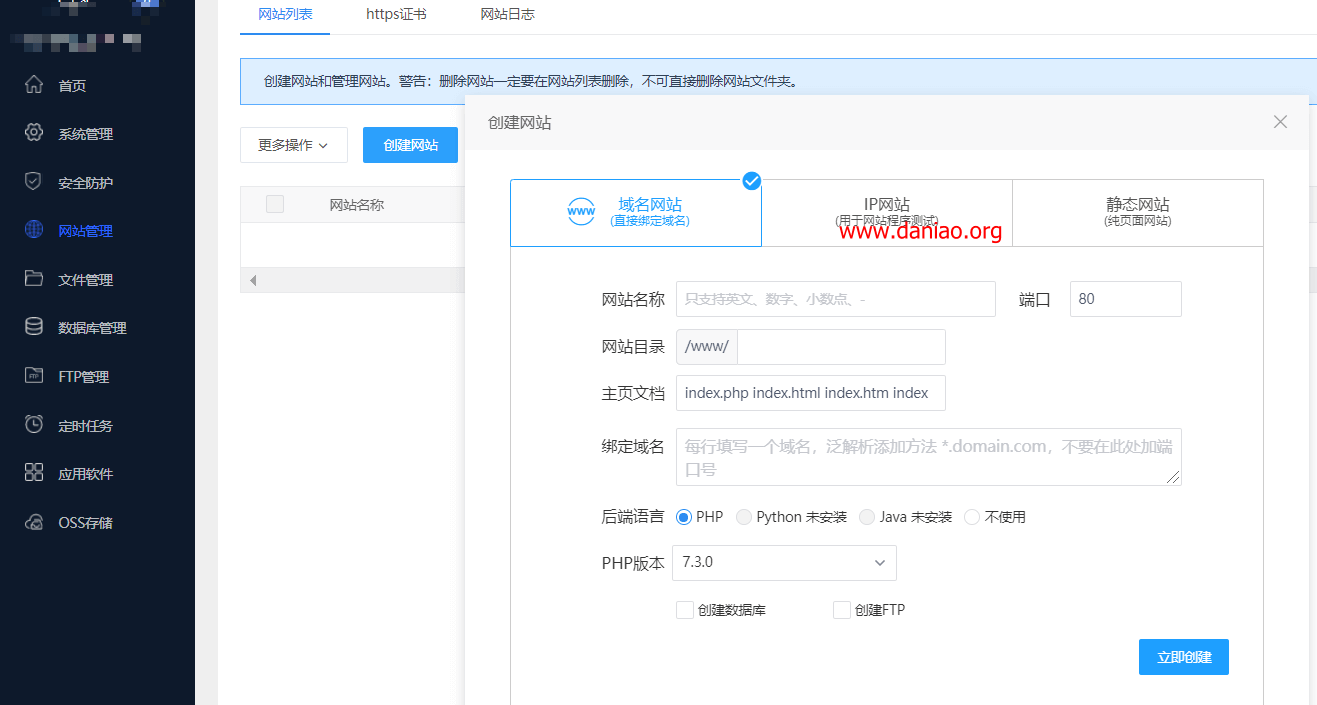 网站列表 https证书 网站日志
创建网站和管理网站。警告：删除网站一定要在网站列表删除，不可直接删除网站文件夹。
首页
系统管理
安全防护
网站管理
文件管理
数据库管理
FTP管理
FTP
定时任务
应用软件
OSS存储
更多操作 创建网站
网站名称
创建网站
www 域名网站
(直接绑定域名)
IP网站
(用于网站程序测试)
www.daniao.org
静态网站
(纯页面网站)
网站名称 只支持英文、数字、小数点、- 端口 80
网站目录 /www/
主页文档 index.php index.html index.htm index
绑定域名 每行填写一个域名，泛解析添加方法 *.domain.com，不要在此处加端
口号
后端语言 PHP Python 未安装 Java 未安装 不使用
PHP版本 7.3.0
创建数据库 创建FTP
立即创建